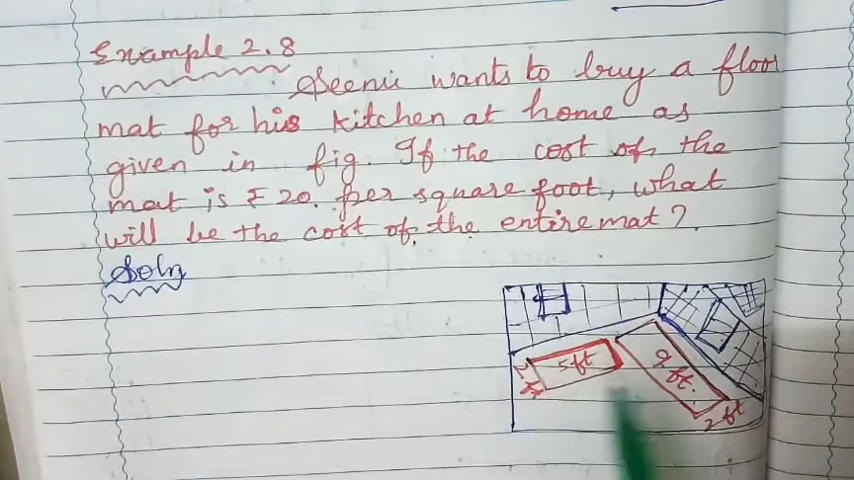 Example 2.8
Seenu wants to buy a floor
mat for his kitchen at home as
given in fig. If the cost of the
mat is ₹ 20. per square foot, what
will be the cost of the entire mat?
Soln
5ft
9ft.
2 ft